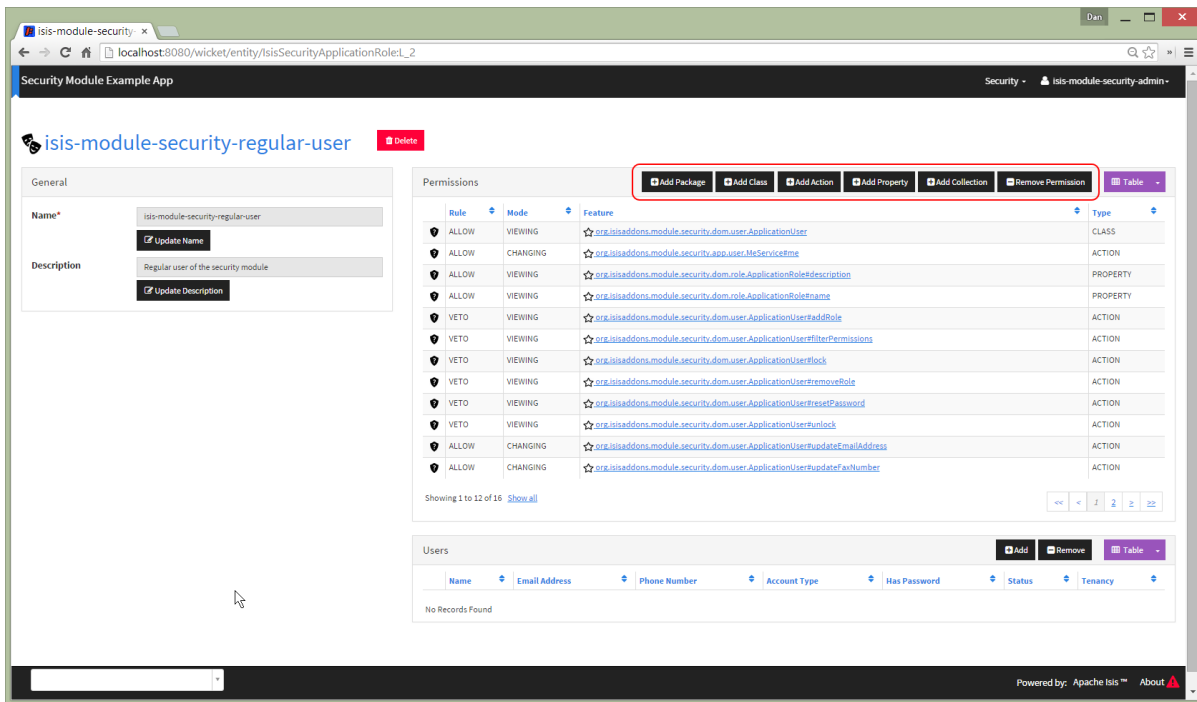 Dan
isis-module-security-
localhost:8080/wicket/entity/IsisSecurityApplicationRole:L_2
Security Module Example App
Security
isis-module-security-admin
isis-module-security-regular-user
Delete
General
Name*
isis-module-security-regular-user
Update Name
Description
Regular user of the security module
Update Description
Permissions
Add Package
Add Class
Add Action
Add Property
Add Collection
Remove Permission
Table
Rule Mode Feature Type
ALLOW VIEWING org.isisaddons.module.security.dom.user.ApplicationUser CLASS
ALLOW CHANGING org.isisaddons.module.security.app.user.MeService#me ACTION
ALLOW VIEWING org.isisaddons.module.security.dom.role.ApplicationRole#description PROPERTY
ALLOW VIEWING org.isisaddons.module.security.dom.role.ApplicationRole#name PROPERTY
VETO VIEWING org.isisaddons.module.security.dom.user.ApplicationUser#addRole ACTION
VETO VIEWING org.isisaddons.module.security.dom.user.ApplicationUser#filterPermissions ACTION
VETO VIEWING org.isisaddons.module.security.dom.user.ApplicationUser#lock ACTION
VETO VIEWING org.isisaddons.module.security.dom.user.ApplicationUser#removeRole ACTION
VETO VIEWING org.isisaddons.module.security.dom.user.ApplicationUser#resetPassword ACTION
VETO VIEWING org.isisaddons.module.security.dom.user.ApplicationUser#unlock ACTION
ALLOW CHANGING org.isisaddons.module.security.dom.user.ApplicationUser#updateEmailAddress ACTION
ALLOW CHANGING org.isisaddons.module.security.dom.user.ApplicationUser#updateFaxNumber ACTION
Showing 1 to 12 of 16 Show all
<< < 1 2 > >>
Users
Add
Remove
Table
Name Email Address Phone Number Account Type Has Password Status Tenancy
No Records Found
Powered by: Apache Isis ™ About